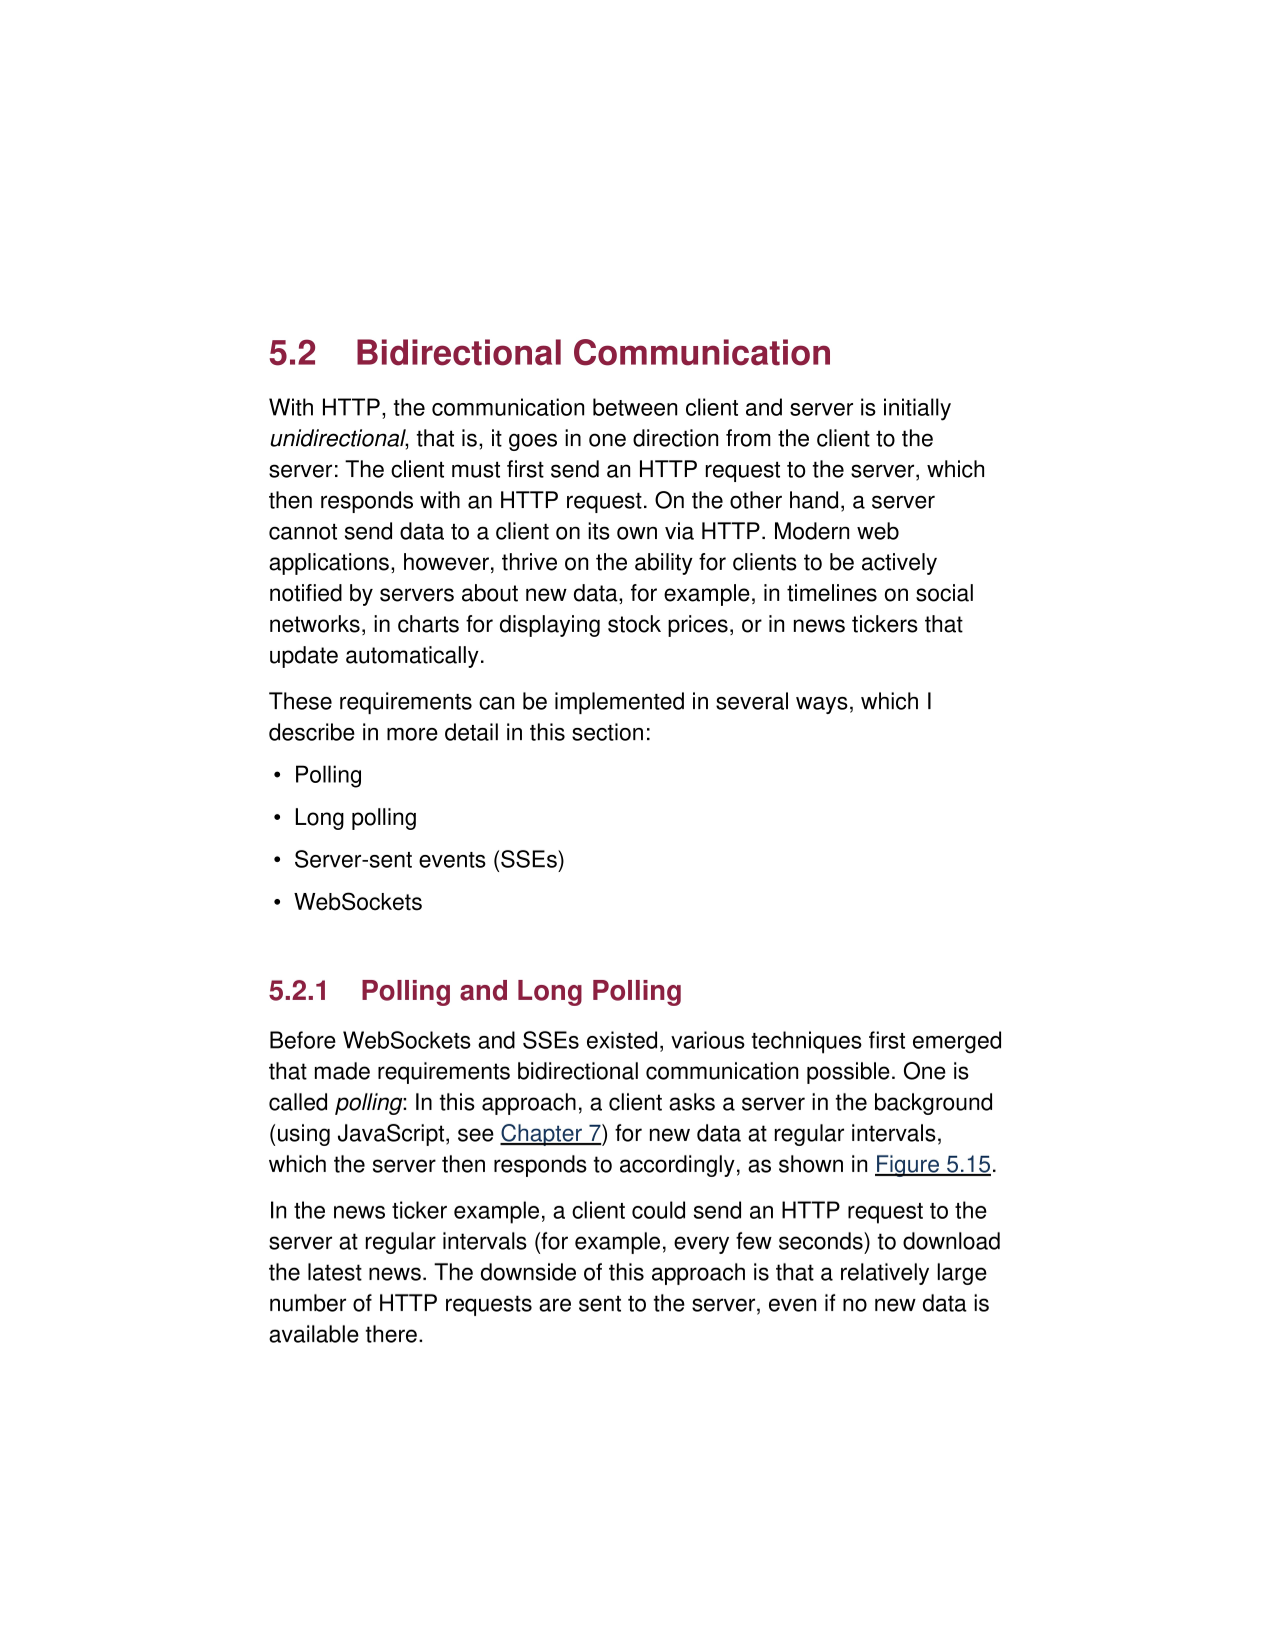 5.2 Bidirectional Communication
With HTTP, the communication between client and server is initially
unidirectional, that is, it goes in one direction from the client to the
server: The client must first send an HTTP request to the server, which
then responds with an HTTP request. On the other hand, a server
cannot send data to a client on its own via HTTP. Modern web
applications, however, thrive on the ability for clients to be actively
notified by servers about new data, for example, in timelines on social
networks, in charts for displaying stock prices, or in news tickers that
update automatically.
These requirements can be implemented in several ways, which I
describe in more detail in this section:
• Polling
• Long polling
• Server-sent events (SSEs)
• WebSockets
5.2.1 Polling and Long Polling
Before WebSockets and SSEs existed, various techniques first emerged
that made requirements bidirectional communication possible. One is
called polling: In this approach, a client asks a server in the background
(using JavaScript, see Chapter 7) for new data at regular intervals,
which the server then responds to accordingly, as shown in Figure 5.15.
In the news ticker example, a client could send an HTTP request to the
server at regular intervals (for example, every few seconds) to download
the latest news. The downside of this approach is that a relatively large
number of HTTP requests are sent to the server, even if no new data is
available there.